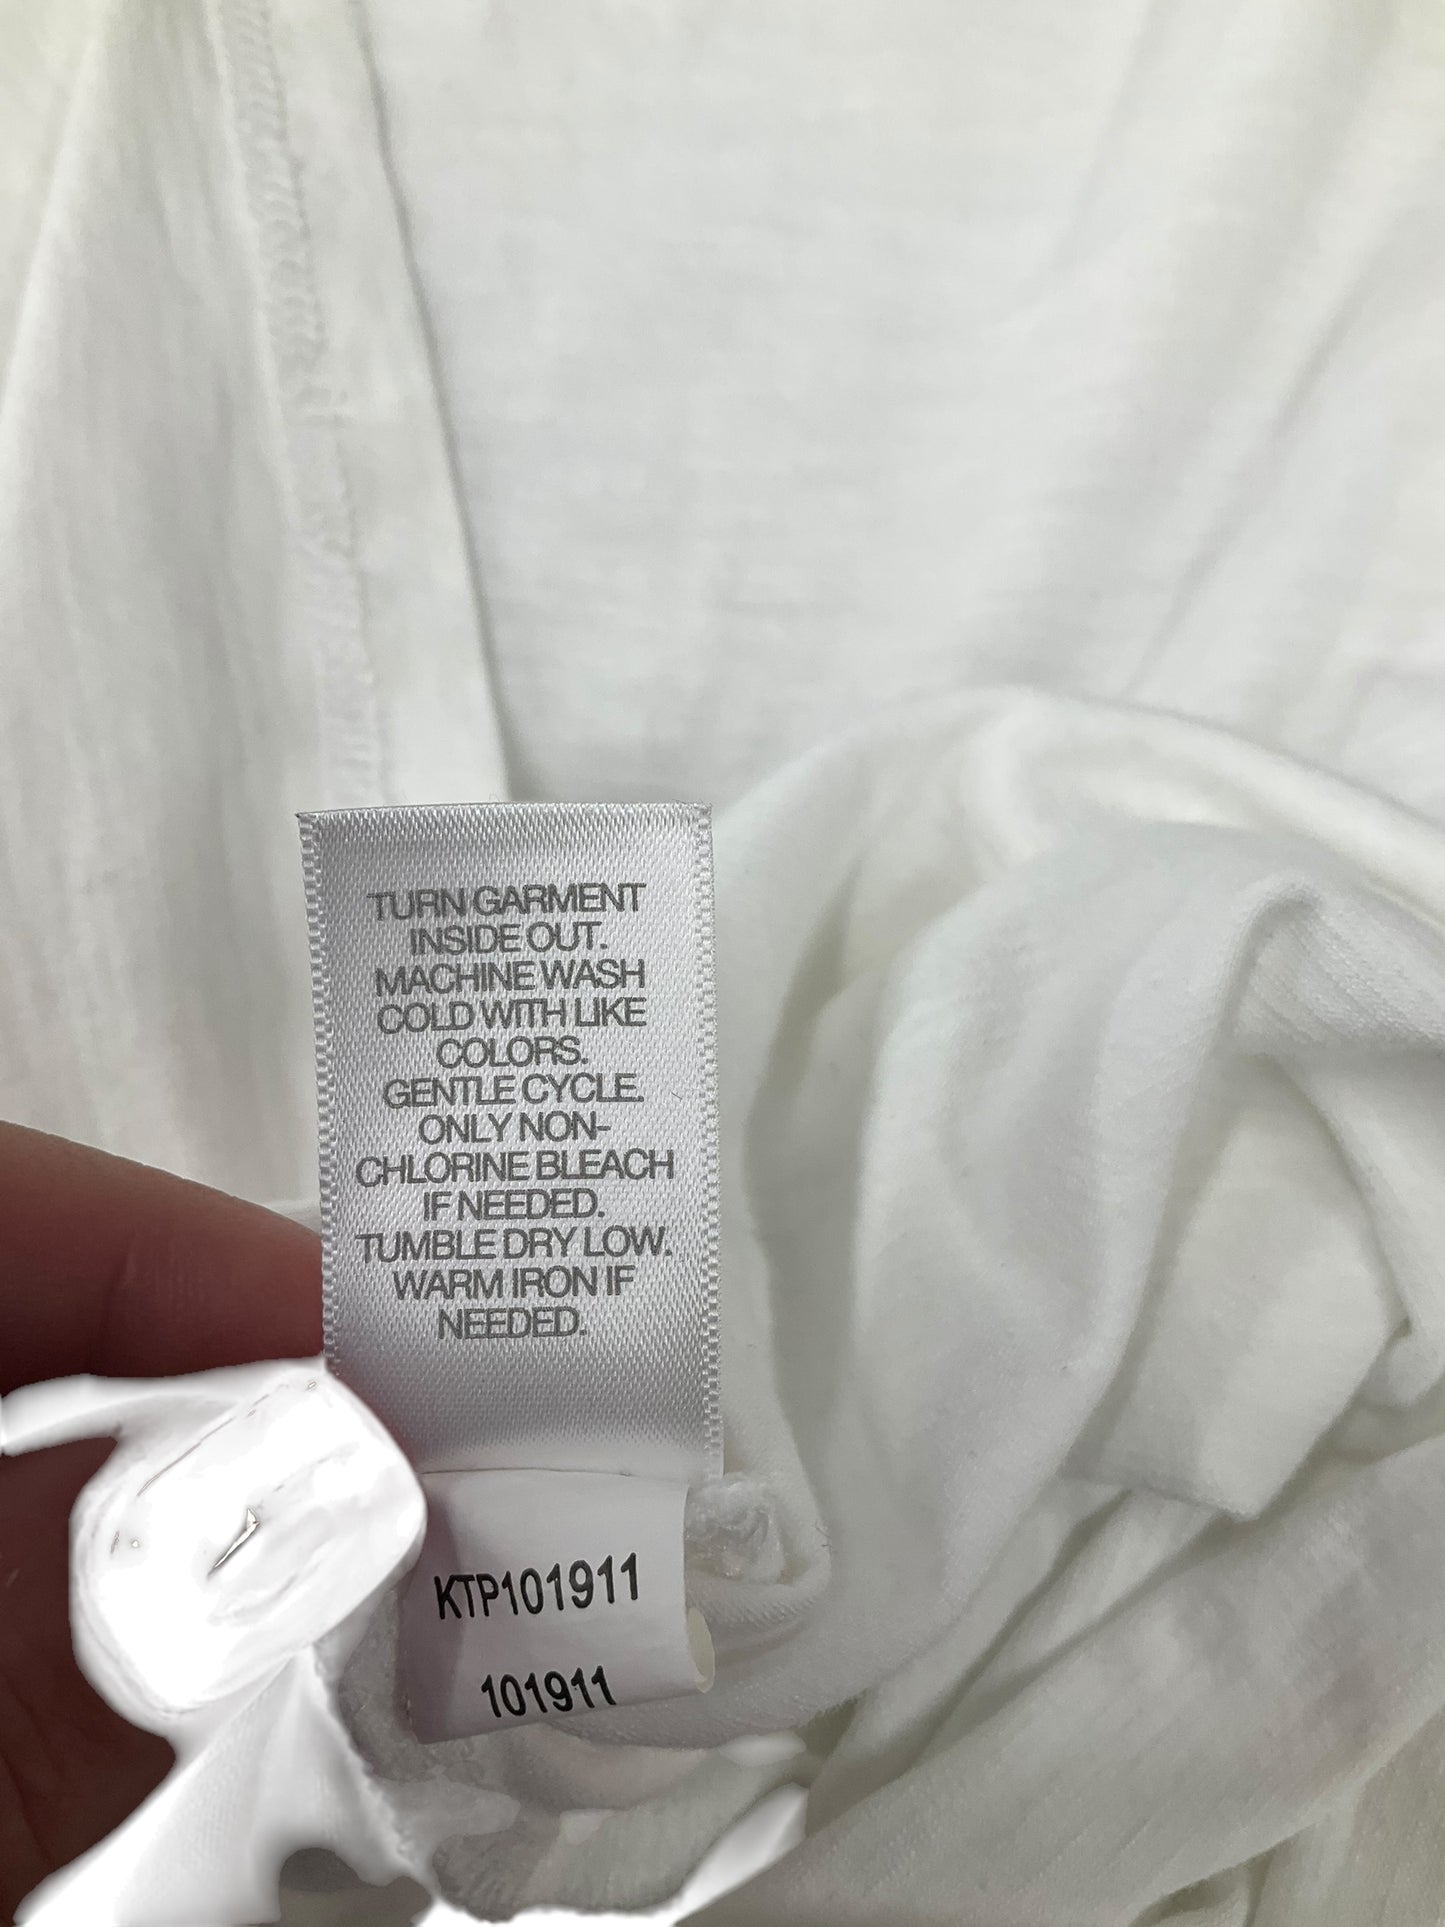 TURN GARMENT
INSIDE OUT.
MACHINE WASH
COLD WITH LIKE
COLORS.
GENTLE CYCLE.
ONLY NON-
CHLORINE BLEACH
IF NEEDED.
TUMBLE DRY LOW.
WARM IRON IF
NEEDED.
KTP101911
101911